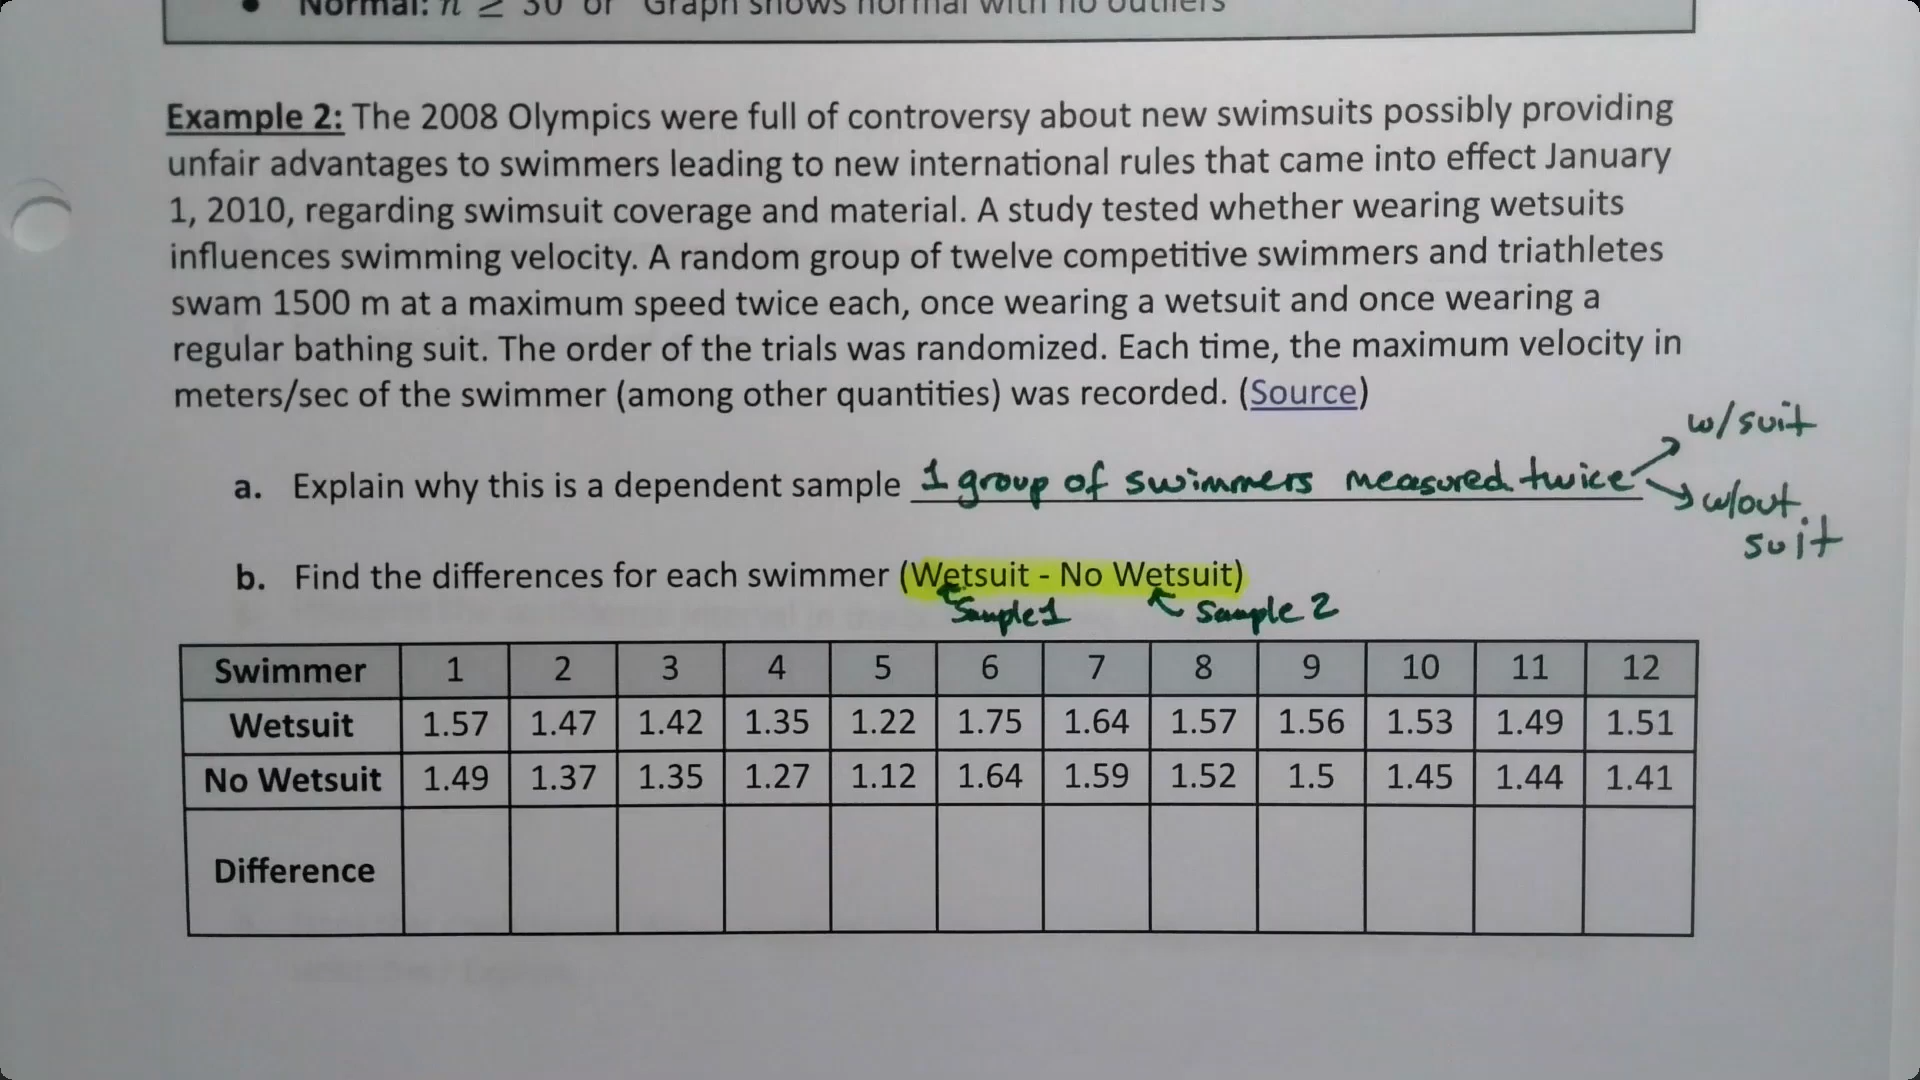 Normal: n ≥ 30 or Graph shows normal with no outliers
Example 2: The 2008 Olympics were full of controversy about new swimsuits possibly providing
unfair advantages to swimmers leading to new international rules that came into effect January
1, 2010, regarding swimsuit coverage and material. A study tested whether wearing wetsuits
influences swimming velocity. A random group of twelve competitive swimmers and triathletes
swam 1500 m at a maximum speed twice each, once wearing a wetsuit and once wearing a
regular bathing suit. The order of the trials was randomized. Each time, the maximum velocity in
meters/sec of the swimmer (among other quantities) was recorded. (Source)
w/suit
a. Explain why this is a dependent sample 1 group of swimmers measured twice
w/out
suit
b. Find the differences for each swimmer (Wetsuit - No Wetsuit)
Sample 1 Sample 2
Swimmer 1 2 3 4 5 6 7 8 9 10 11 12
Wetsuit 1.57 1.47 1.42 1.35 1.22 1.75 1.64 1.57 1.56 1.53 1.49 1.51
No Wetsuit 1.49 1.37 1.35 1.27 1.12 1.64 1.59 1.52 1.5 1.45 1.44 1.41
Difference